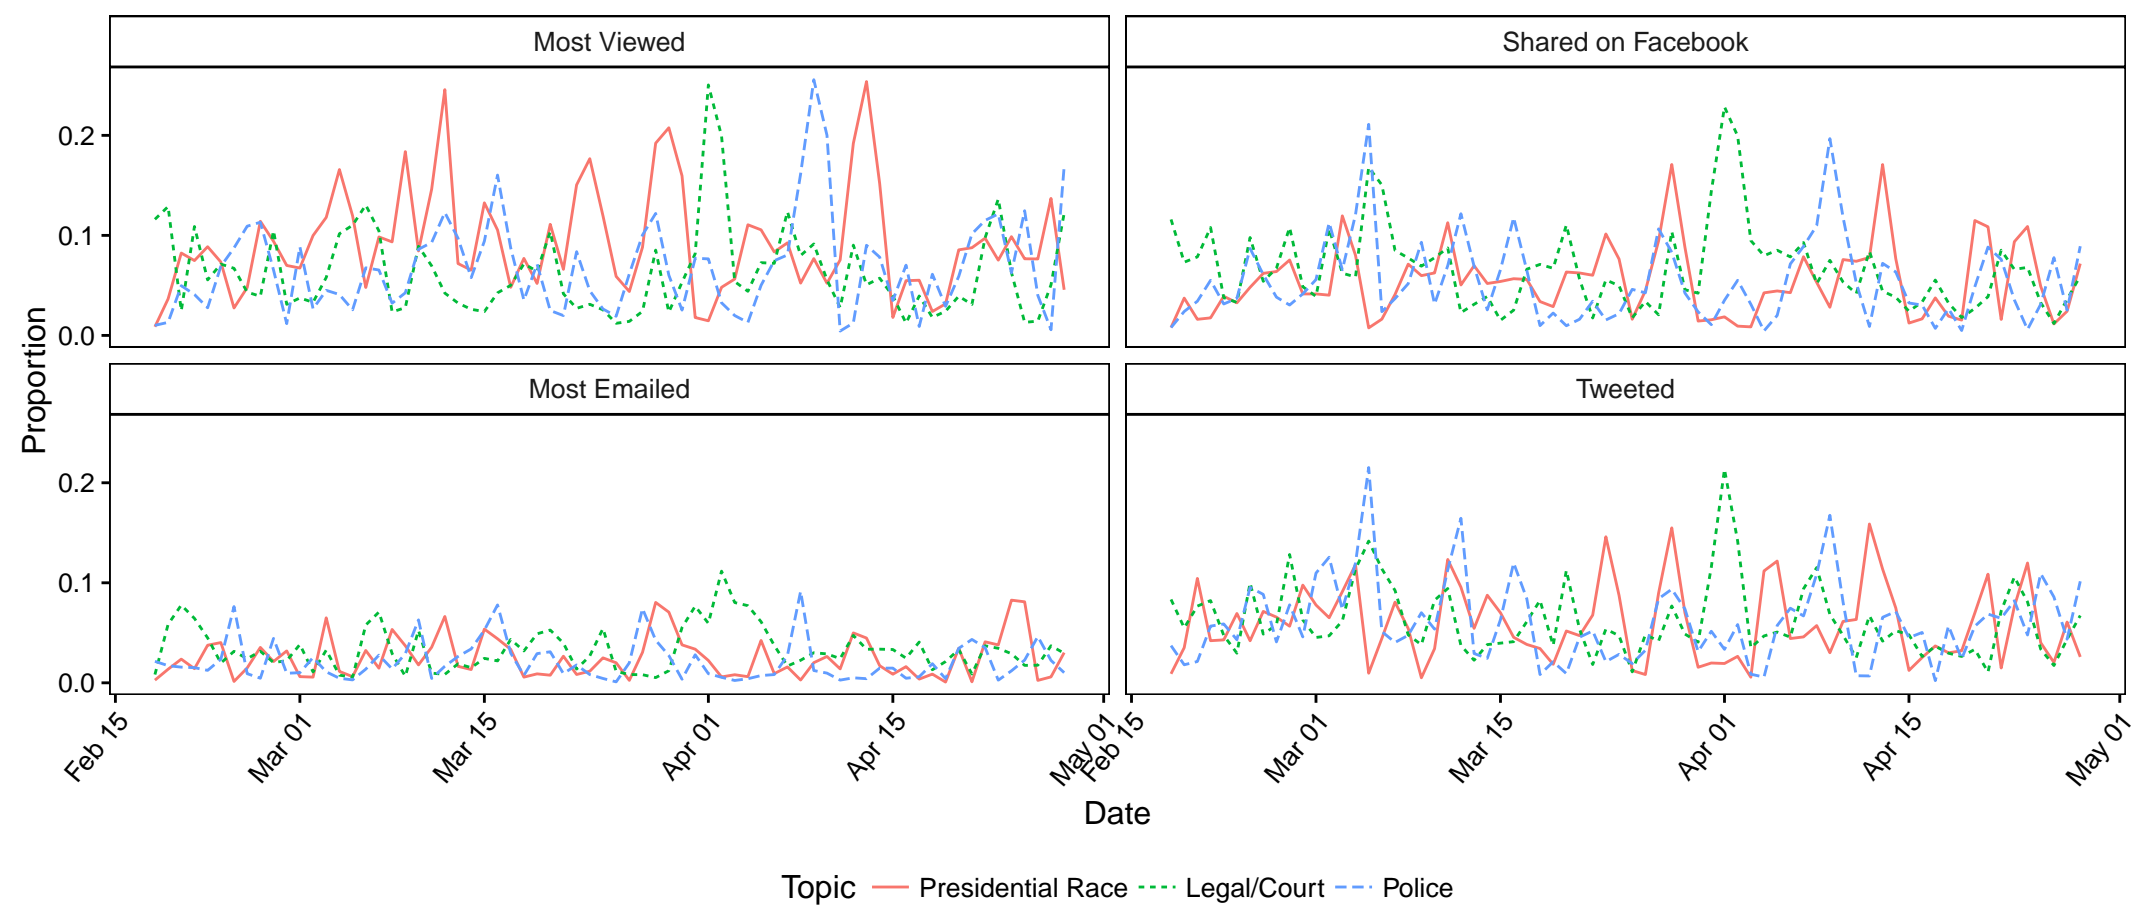 Most Viewed
Shared on Facebook
0.2
0.1
0.0
Most Emailed
Tweeted
0.2
0.1
0.0
Proportion
Feb 15
Mar 01
Mar 15
Apr 01
Apr 15
May 01
Feb 15
Mar 01
Mar 15
Apr 01
Apr 15
May 01
Date
Topic Presidential Race Legal/Court Police